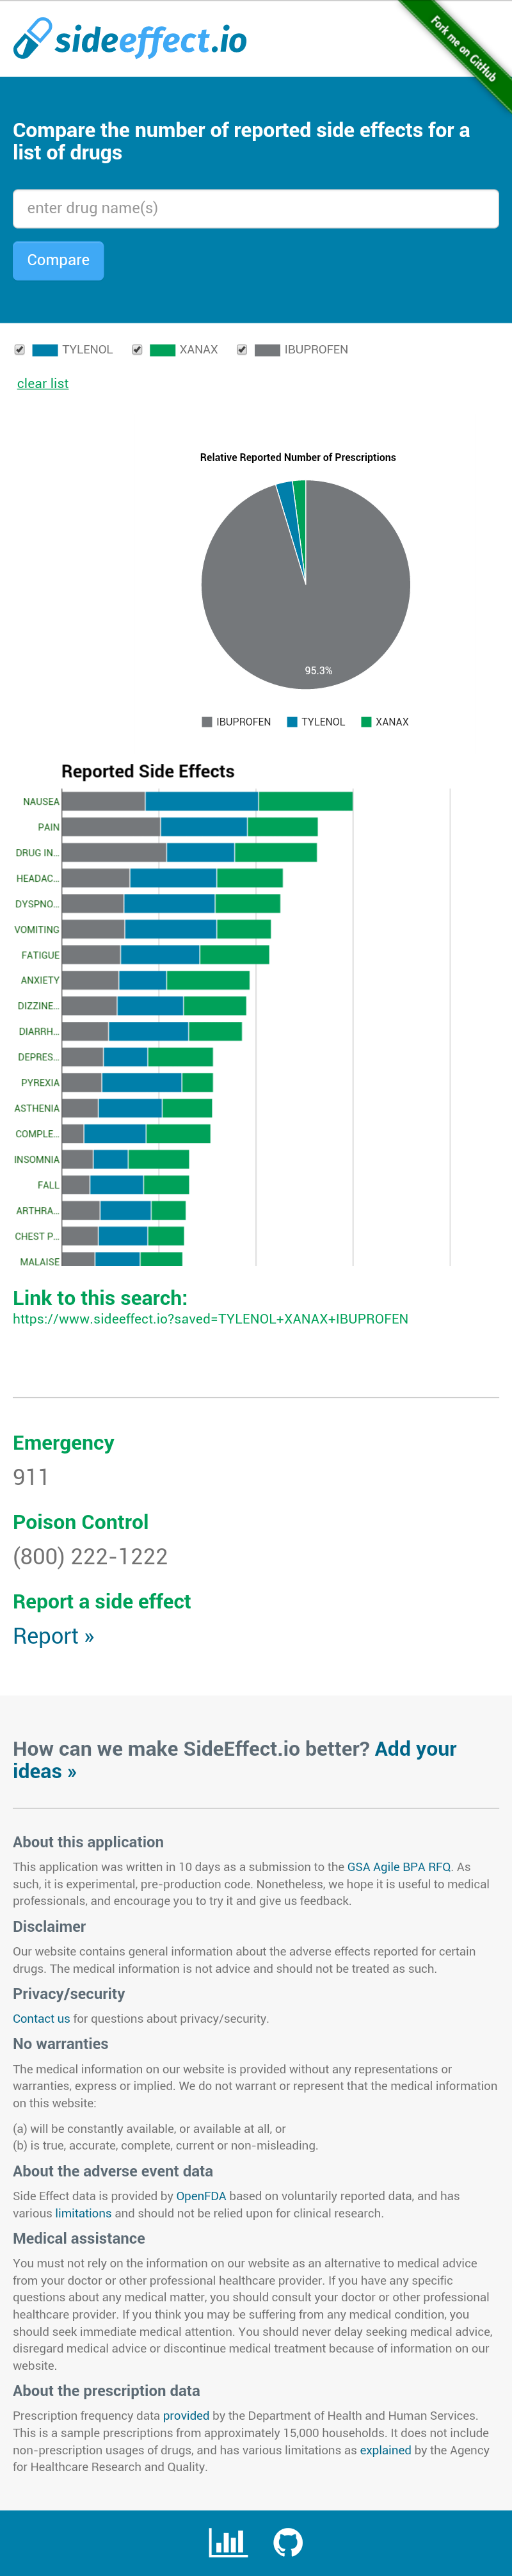 sideeffect.io
Fork me on GitHub
Compare the number of reported side effects for a
list of drugs
enter drug name(s)
Compare
TYLENOL XANAX IBUPROFEN
clear list
Relative Reported Number of Prescriptions
95.3%
IBUPROFEN TYLENOL XANAX
Reported Side Effects
NAUSEA
PAIN
DRUG IN...
HEADAC...
DYSPNO...
VOMITING
FATIGUE
ANXIETY
DIZZINE...
DIARRH...
DEPRES...
PYREXIA
ASTHENIA
COMPLE...
INSOMNIA
FALL
ARTHRA...
CHEST P...
MALAISE
Link to this search:
https://www.sideeffect.io?saved=TYLENOL+XANAX+IBUPROFEN
Emergency
911
Poison Control
(800) 222-1222
Report a side effect
Report »
How can we make SideEffect.io better? Add your
ideas »
About this application
This application was written in 10 days as a submission to the GSA Agile BPA RFQ. As
such, it is experimental, pre-production code. Nonetheless, we hope it is useful to medical
professionals, and encourage you to try it and give us feedback.
Disclaimer
Our website contains general information about the adverse effects reported for certain
drugs. The medical information is not advice and should not be treated as such.
Privacy/security
Contact us for questions about privacy/security.
No warranties
The medical information on our website is provided without any representations or
warranties, express or implied. We do not warrant or represent that the medical information
on this website:
(a) will be constantly available, or available at all, or
(b) is true, accurate, complete, current or non-misleading.
About the adverse event data
Side Effect data is provided by OpenFDA based on voluntarily reported data, and has
various limitations and should not be relied upon for clinical research.
Medical assistance
You must not rely on the information on our website as an alternative to medical advice
from your doctor or other professional healthcare provider. If you have any specific
questions about any medical matter, you should consult your doctor or other professional
healthcare provider. If you think you may be suffering from any medical condition, you
should seek immediate medical attention. You should never delay seeking medical advice,
disregard medical advice or discontinue medical treatment because of information on our
website.
About the prescription data
Prescription frequency data provided by the Department of Health and Human Services.
This is a sample prescriptions from approximately 15,000 households. It does not include
non-prescription usages of drugs, and has various limitations as explained by the Agency
for Healthcare Research and Quality.